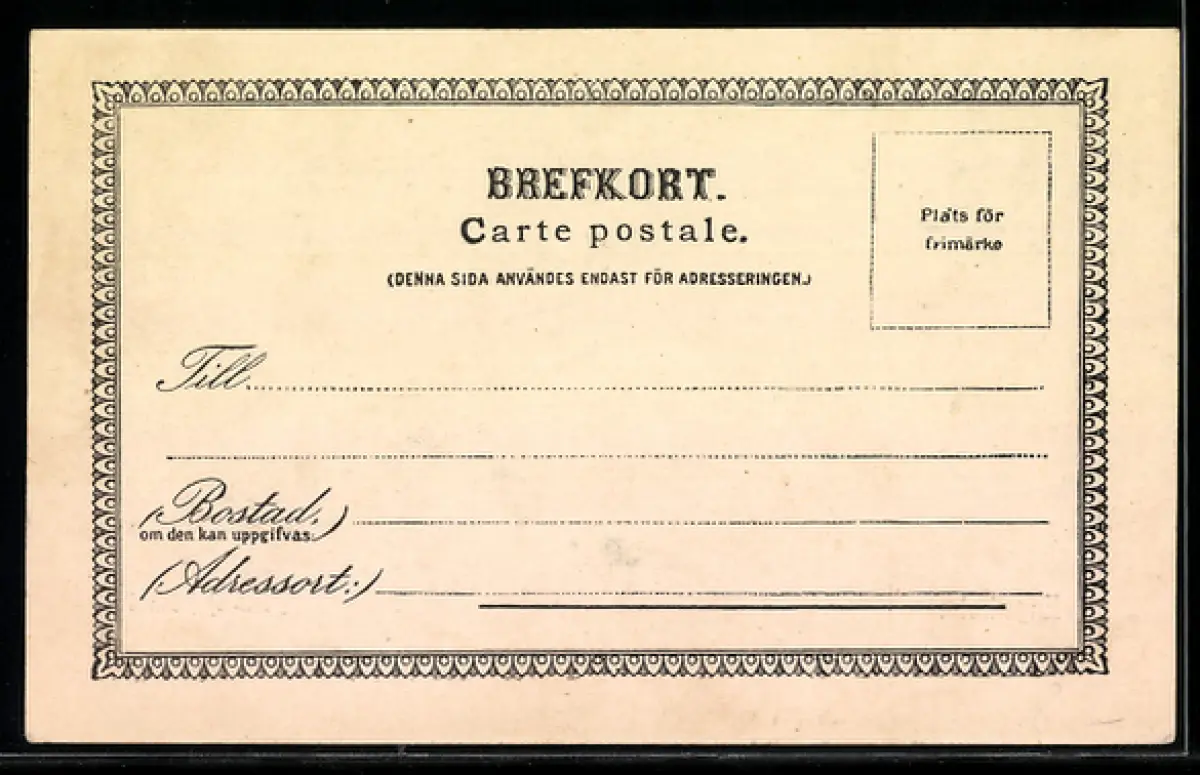 BREFKORT.
Carte postale.
(DENNA SIDA ANVÄNDES ENDAST FÖR ADRESSERINGEN.)
Plats för
frimärke
Till
(Bostad.)
om den kan uppgifvas.
(Adressort:)